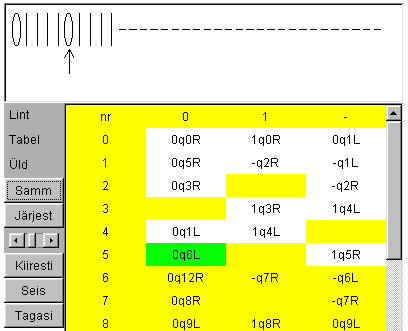 0||||0||||-------------------------
Lint nr 0 1 -
Tabel 0 0q0R 1q0R 0q1L
Üld 1 0q5R -q2R -q1L
Samm 2 0q3R -q2R
Järjest 3 1q3R 1q4L
4 0q1L 1q4L
Kiiresti 5 0q6L 1q5R
Seis 6 0q12R -q7R -q6L
Tagasi 7 0q8R -q7R
8 0q9L 1q8R 0q9L